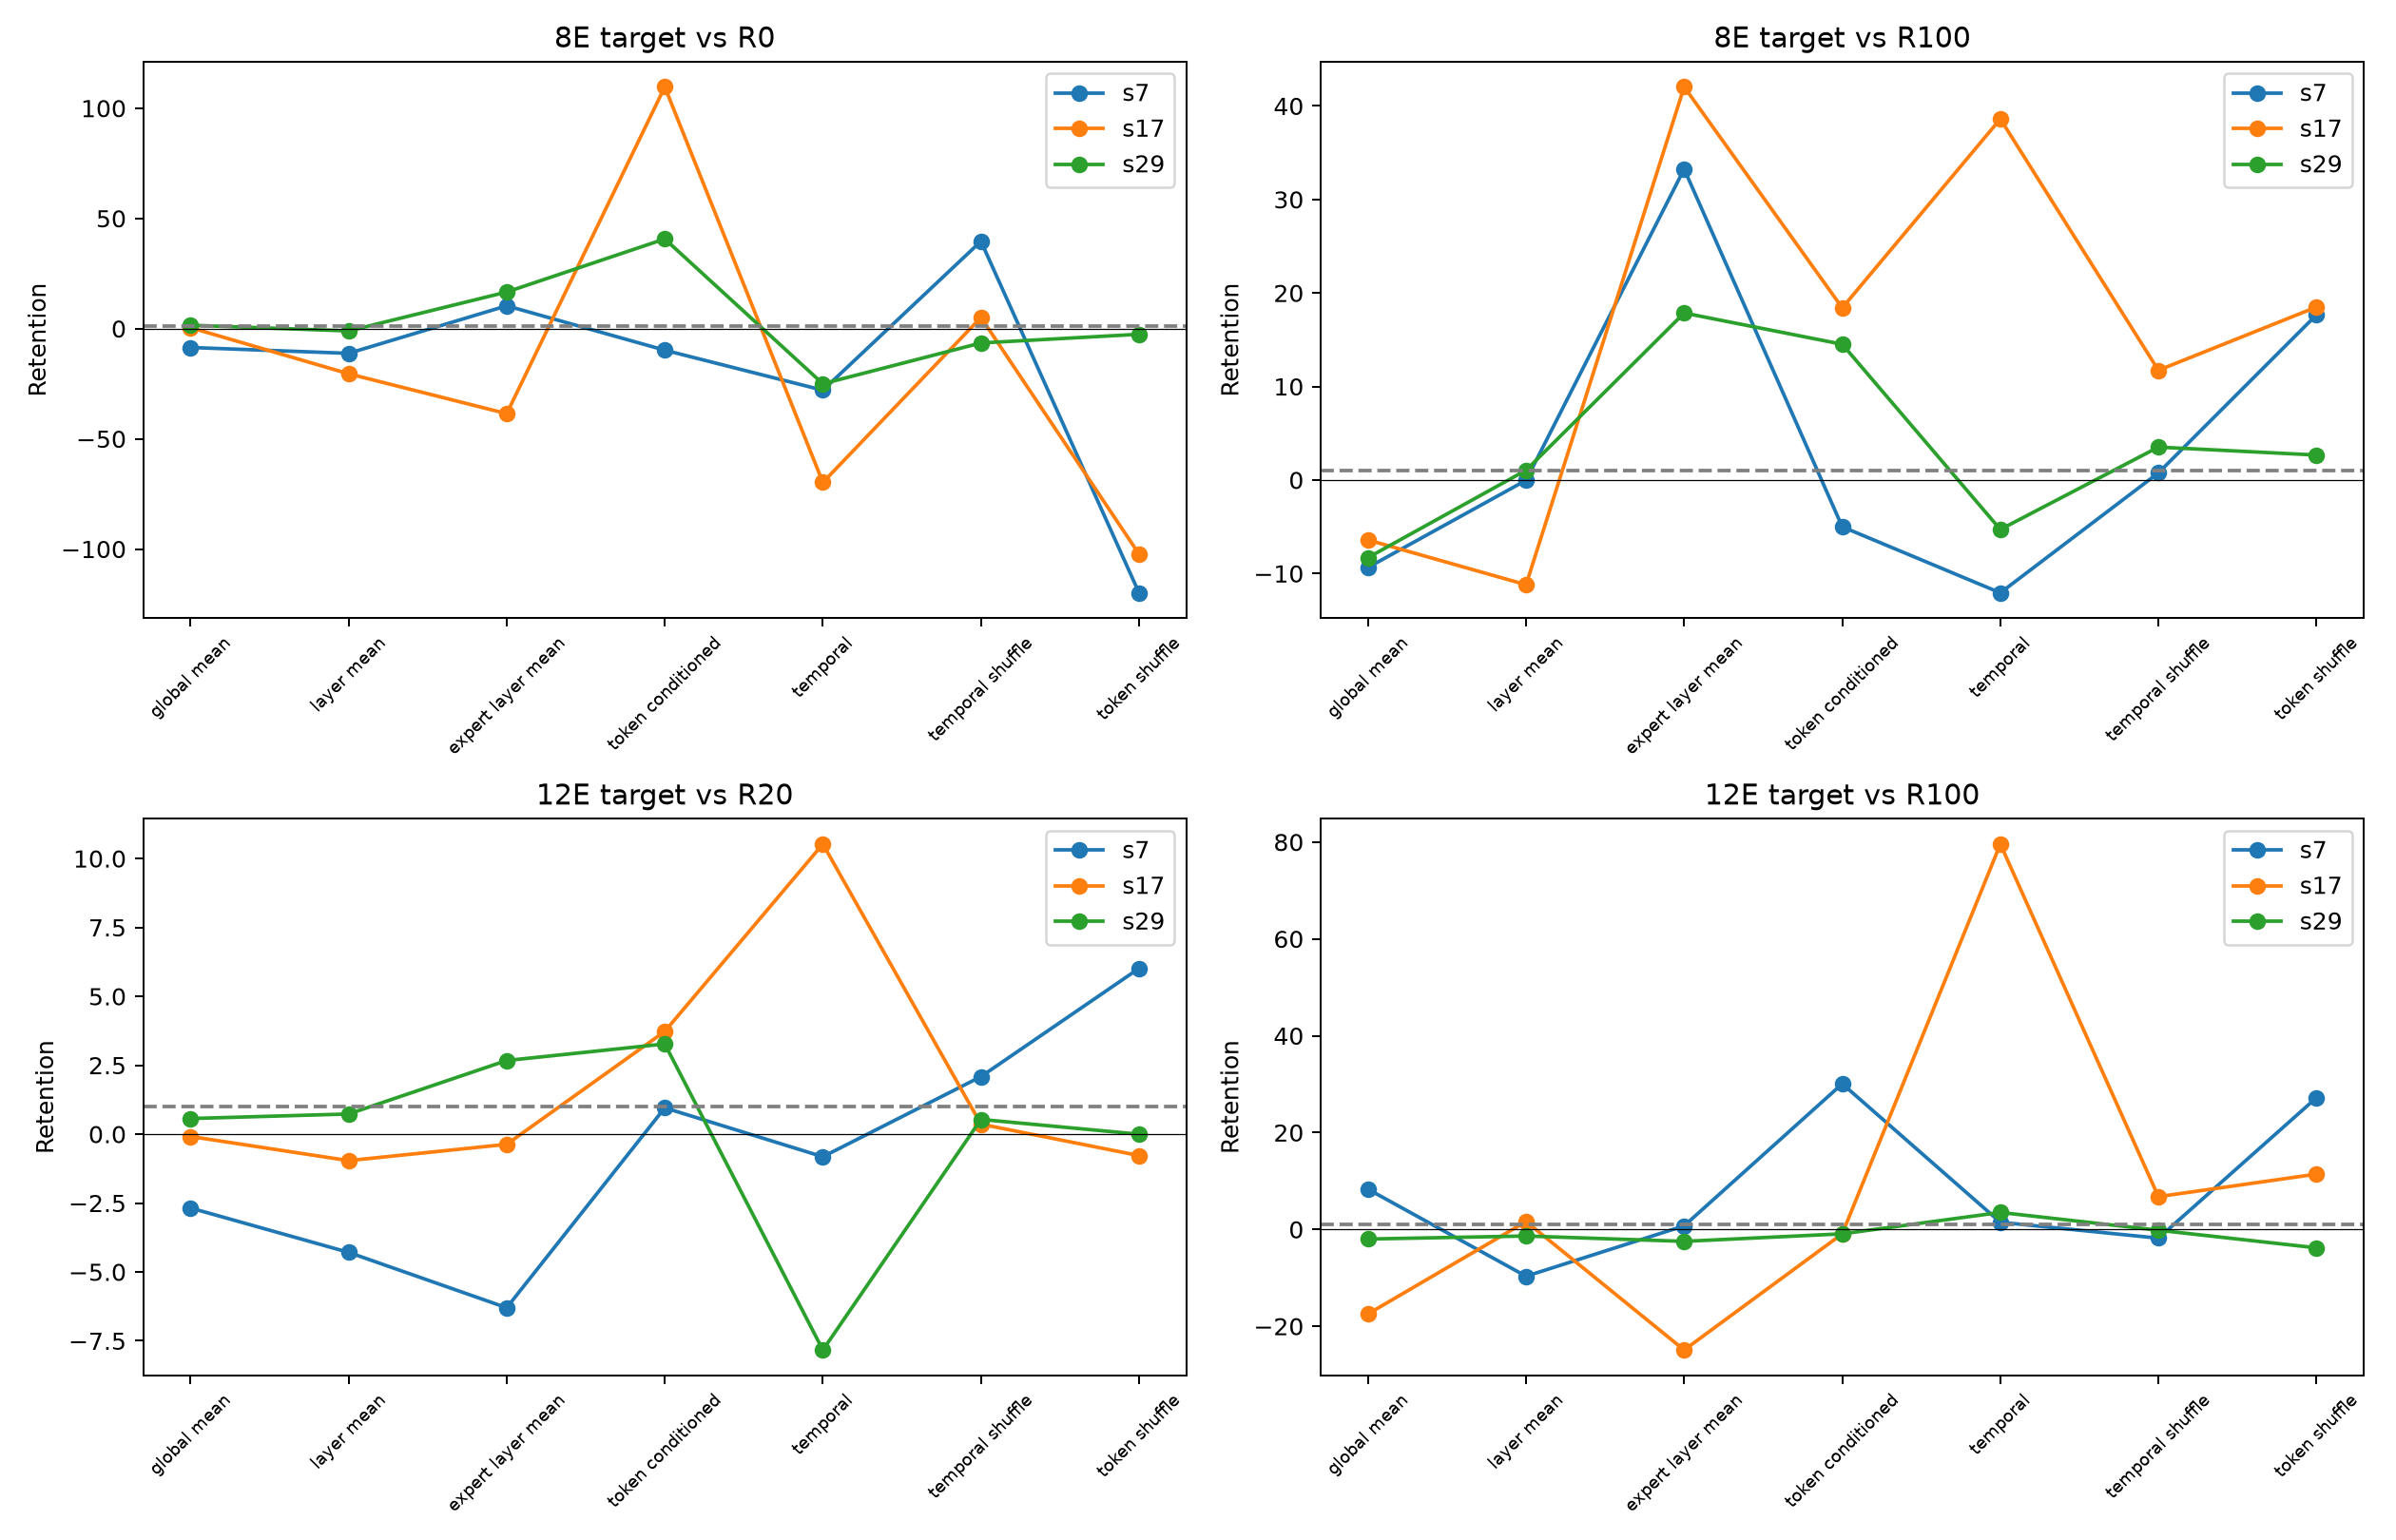 8E target vs R0
Retention
100
50
0
−50
−100
s7
s17
s29
global mean
layer mean
expert layer mean
token conditioned
temporal
temporal shuffle
token shuffle
8E target vs R100
Retention
40
30
20
10
0
−10
s7
s17
s29
global mean
layer mean
expert layer mean
token conditioned
temporal
temporal shuffle
token shuffle
12E target vs R20
Retention
10.0
7.5
5.0
2.5
0.0
−2.5
−5.0
−7.5
s7
s17
s29
global mean
layer mean
expert layer mean
token conditioned
temporal
temporal shuffle
token shuffle
12E target vs R100
Retention
80
60
40
20
0
−20
s7
s17
s29
global mean
layer mean
expert layer mean
token conditioned
temporal
temporal shuffle
token shuffle